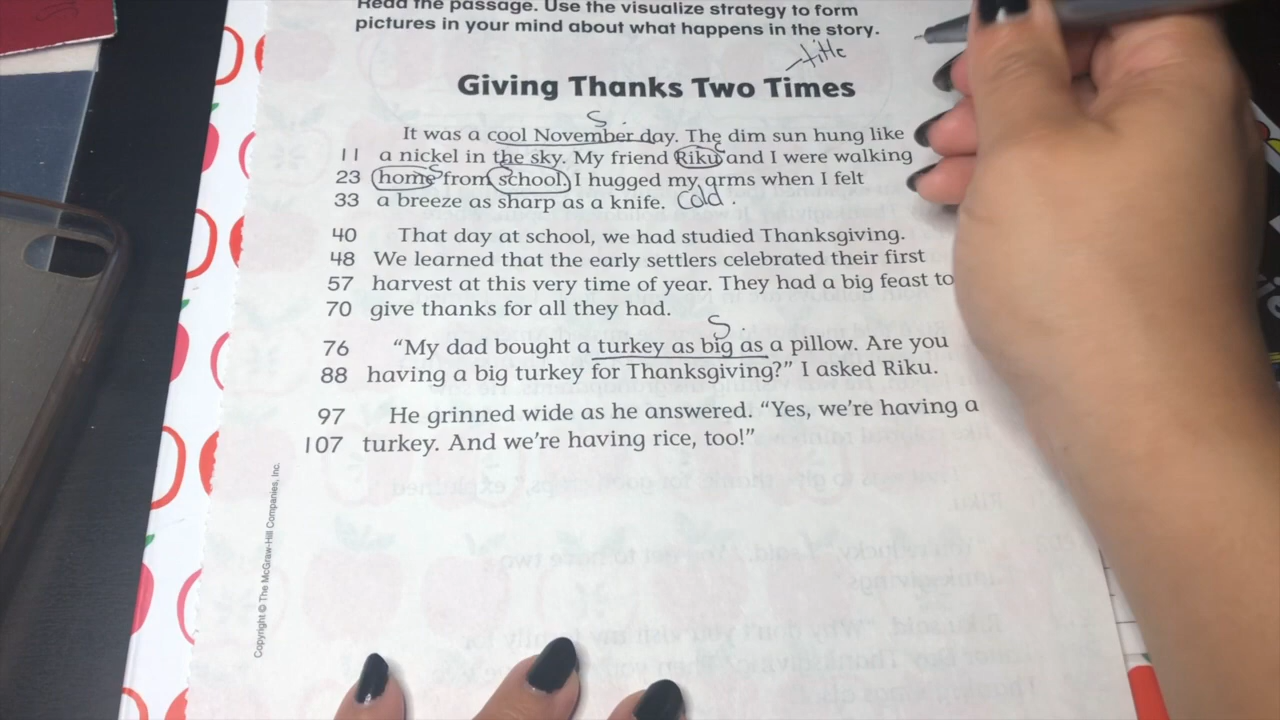 Read the passage. Use the visualize strategy to form
pictures in your mind about what happens in the story.
-title
Giving Thanks Two Times
S.
It was a cool November day. The dim sun hung like
11 a nickel in the sky. My friend Riku and I were walking
23 home from school. I hugged my arms when I felt
33 a breeze as sharp as a knife. Cold.
40 That day at school, we had studied Thanksgiving.
48 We learned that the early settlers celebrated their first
57 harvest at this very time of year. They had a big feast to
70 give thanks for all they had.
S.
76 “My dad bought a turkey as big as a pillow. Are you
88 having a big turkey for Thanksgiving?” I asked Riku.
97 He grinned wide as he answered. “Yes, we’re having a
107 turkey. And we’re having rice, too!”
Copyright © The McGraw-Hill Companies, Inc.